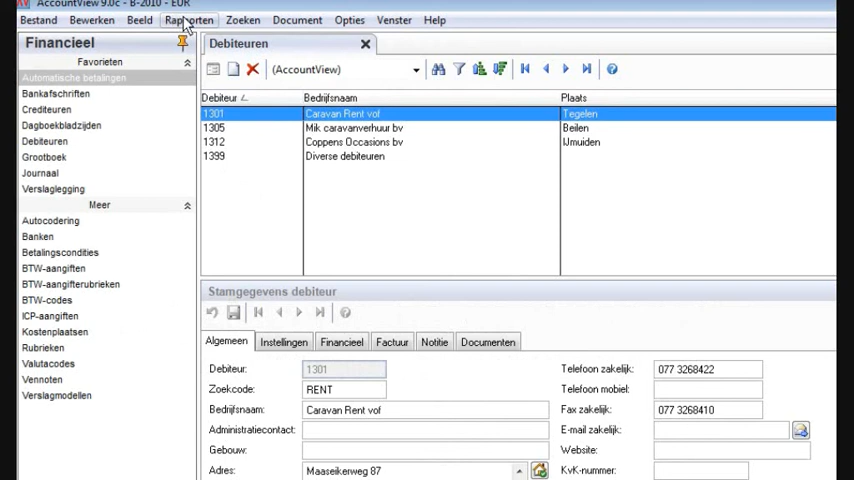 AccountView 9.0c - B-2010 - EUR
Bestand Bewerken Beeld Rapporten Zoeken Document Opties Venster Help
Financieel
Favorieten
Automatische betalingen
Bankafschriften
Crediteuren
Dagboekbladzijden
Debiteuren
Grootboek
Journaal
Verslaglegging
Meer
Autocodering
Banken
Betalingscondities
BTW-aangiften
BTW-aangifterubrieken
BTW-codes
ICP-aangiften
Kostenplaatsen
Rubrieken
Valutacodes
Vennoten
Verslagmodellen
Debiteuren
(AccountView)
Debiteur Bedrijfsnaam Plaats
1301 Caravan Rent vof Tegelen
1305 Mik caravanverhuur bv Beilen
1312 Coppens Occasions bv IJmuiden
1399 Diverse debiteuren
Stamgegevens debiteur
Algemeen Instellingen Financieel Factuur Notitie Documenten
Debiteur: 1301 Telefoon zakelijk: 077 3268422
Zoekcode: RENT Telefoon mobiel:
Bedrijfsnaam: Caravan Rent vof Fax zakelijk: 077 3268410
Administratiecontact: E-mail zakelijk:
Gebouw: Website:
Adres: Maaseikerweg 87 KvK-nummer: